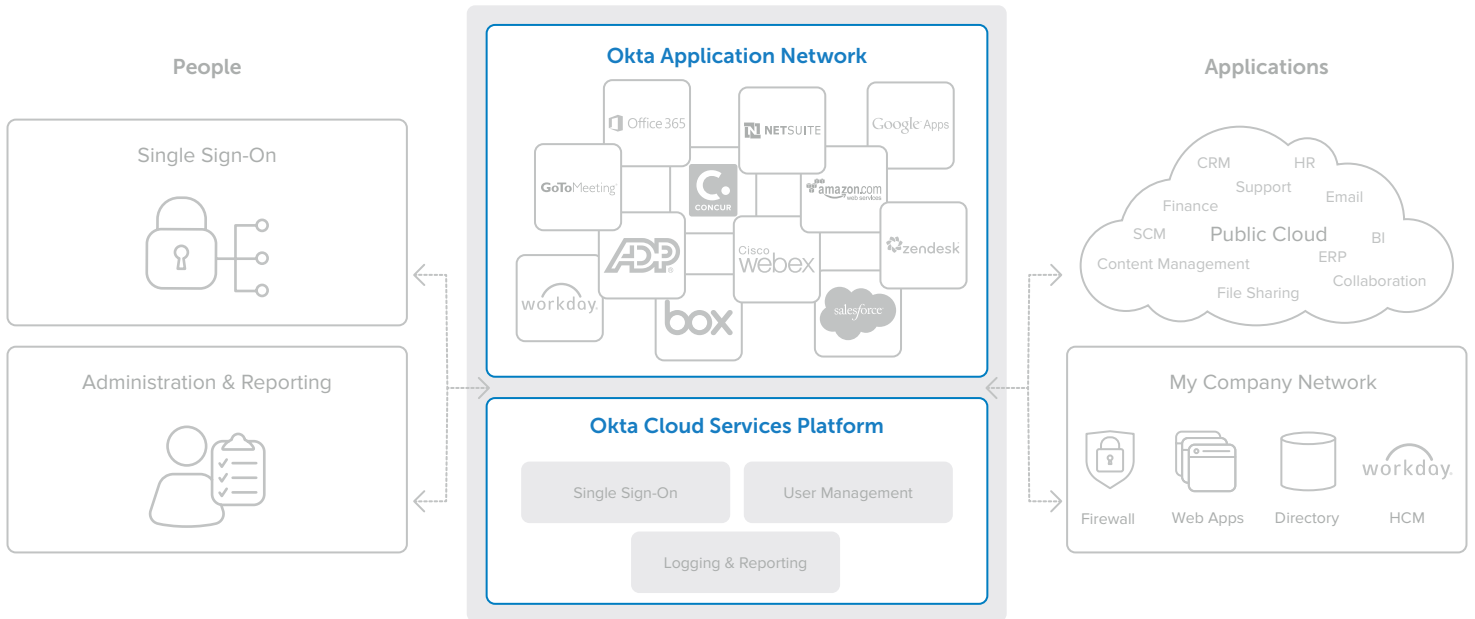 People
Single Sign-On
Administration & Reporting
Okta Application Network
Office 365
NETSUITE
Google Apps
GoToMeeting
C.
CONCUR
amazon.com
web services
ADP
Cisco
webex
zendesk
workday.
box
salesforce
Okta Cloud Services Platform
Single Sign-On
User Management
Logging & Reporting
Applications
CRM
HR
Support
Email
Finance
SCM
Public Cloud
BI
Content Management
ERP
File Sharing
Collaboration
My Company Network
workday.
Firewall
Web Apps
Directory
HCM